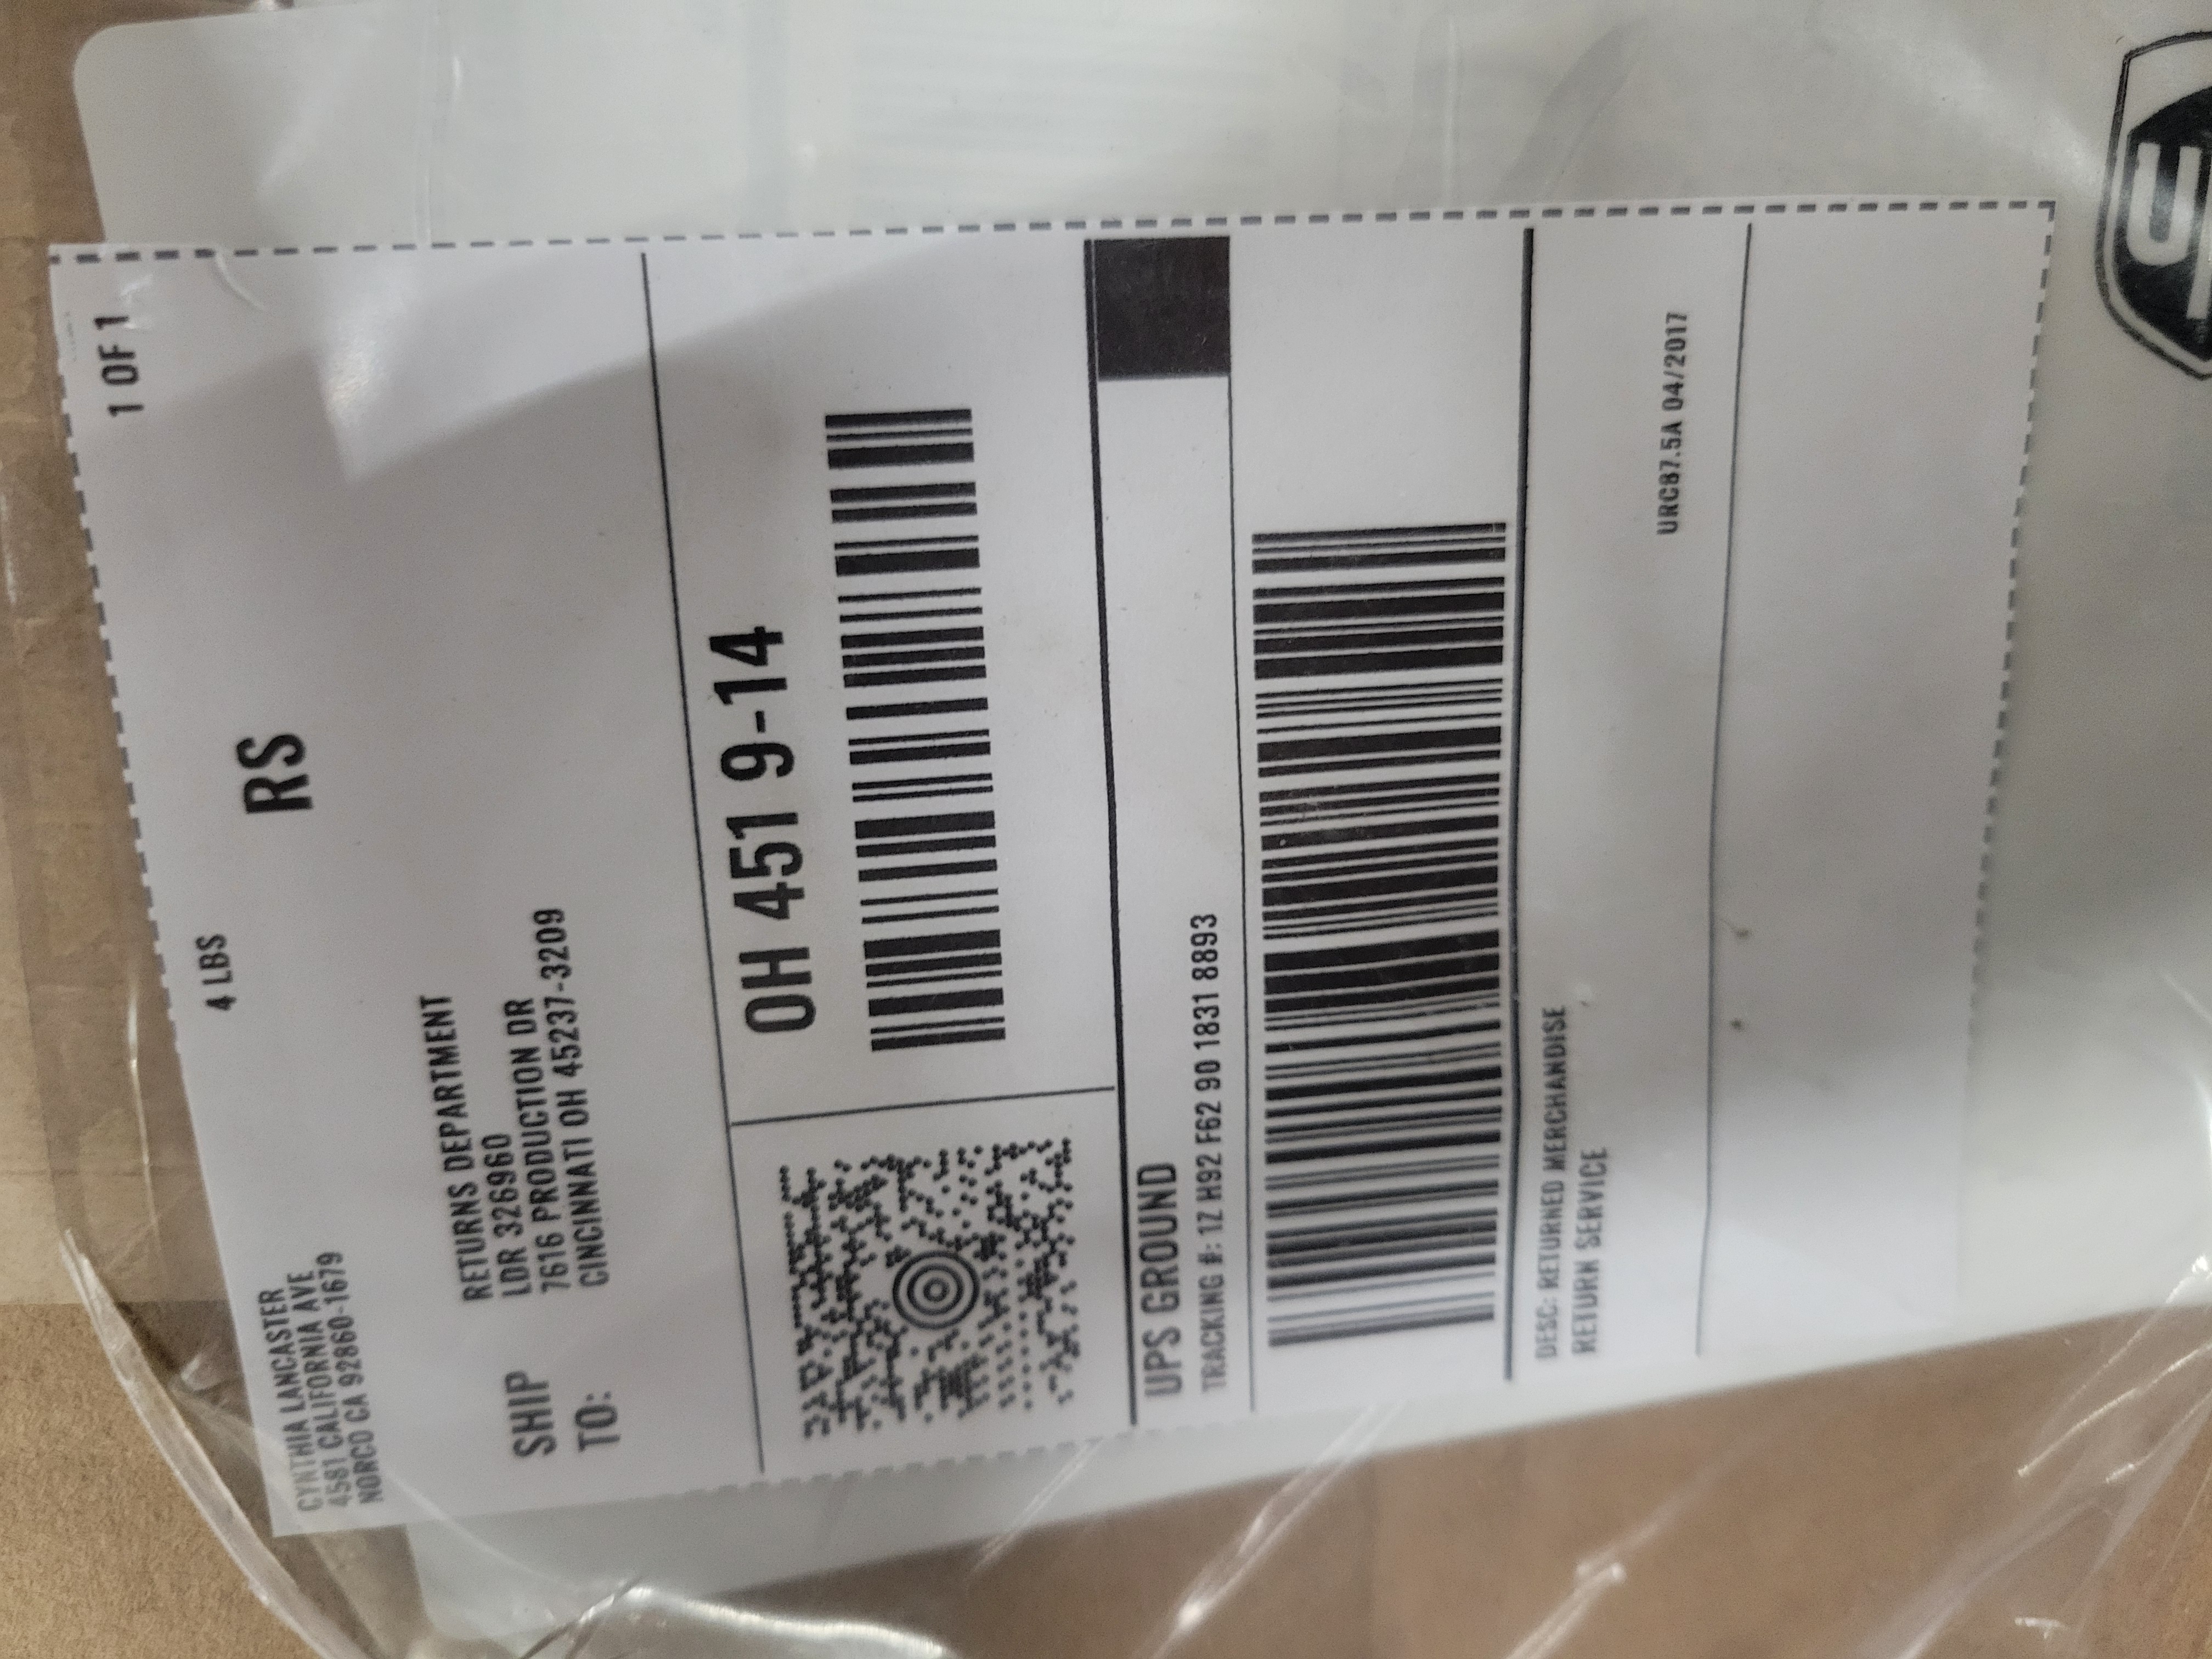 CYNTHIA LANCASTER
4581 CALIFORNIA AVE
NORCO CA 92860-1679
4 LBS
1 OF 1
RS
SHIP
TO:
RETURNS DEPARTMENT
LDR 326960
7616 PRODUCTION DR
CINCINNATI OH 45237-3209
OH 451 9-14
UPS GROUND
TRACKING #: 1Z H92 F62 90 1831 8893
DESC: RETURNED MERCHANDISE
RETURN SERVICE
URC87.5A 04/2017